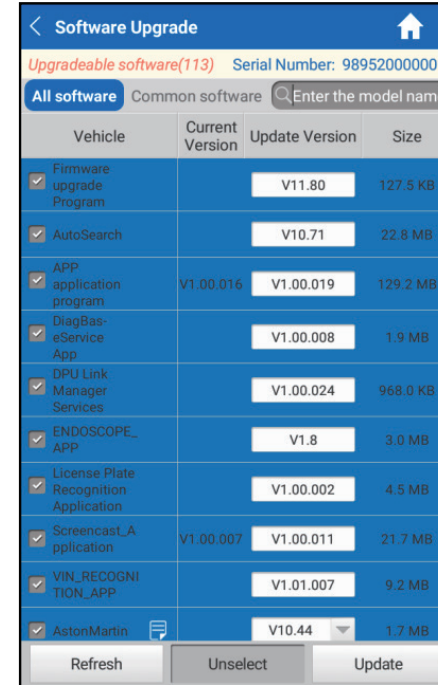 Software Upgrade
Upgradeable software(113) Serial Number: 98952000000
All software Common software Enter the model nam
Vehicle Current Version Update Version Size
Firmware
upgrade
Program
V11.80 127.5 KB
AutoSearch V10.71 22.8 MB
APP
application
program
V1.00.016 V1.00.019 129.2 MB
DiagBas-
eService
App
V1.00.008 1.9 MB
DPU Link
Manager
Services
V1.00.024 968.0 KB
ENDOSCOPE_
APP
V1.8 3.0 MB
License Plate
Recognition
Application
V1.00.002 4.5 MB
Screencast_A
pplication
V1.00.007 V1.00.011 21.7 MB
VIN_RECOGNI
TION_APP
V1.01.007 9.2 MB
AstonMartin V10.44 1.7 MB
Refresh Unselect Update